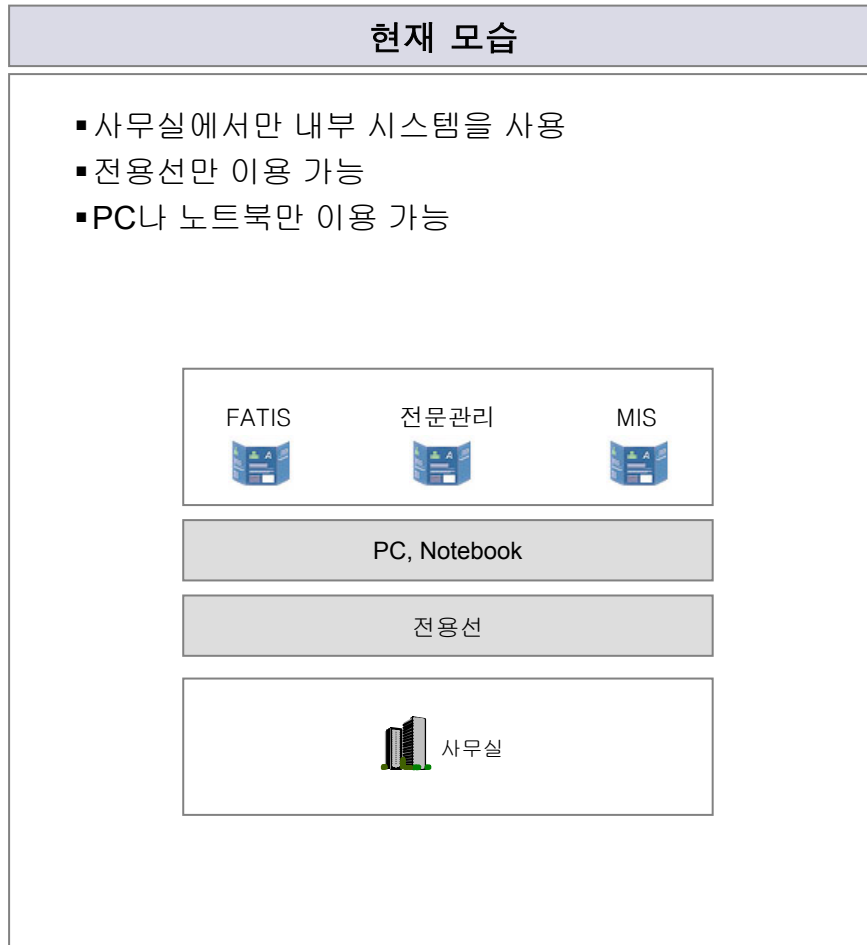 현재 모습
▪사무실에서만 내부 시스템을 사용
▪전용선만 이용 가능
▪PC나 노트북만 이용 가능
FATIS 전문관리 MIS
PC, Notebook
전용선
사무실